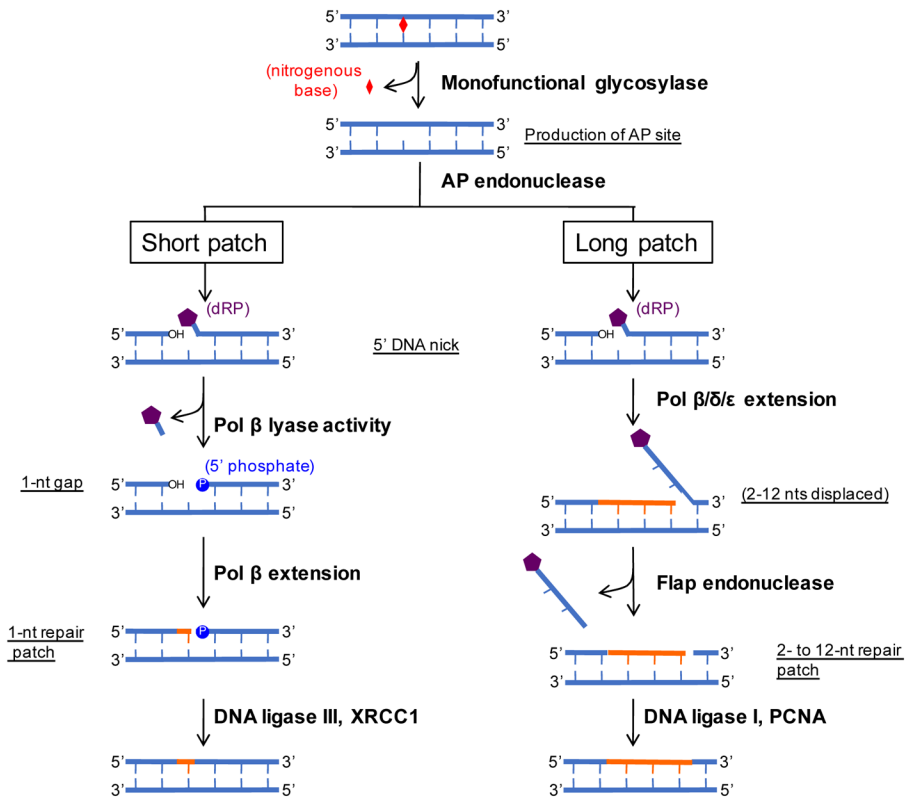 5’ 3’
3’ 5’
(nitrogenous
base)
Monofunctional glycosylase
5’ 3’
3’ 5’
Production of AP site
AP endonuclease
Short patch
Long patch
(dRP)
5’ OH 3’
3’ 5’
5’ DNA nick
(dRP)
5’ OH 3’
3’ 5’
Pol β lyase activity
Pol β/δ/ε extension
(5’ phosphate)
1-nt gap
5’ OH P 3’
3’ 5’
5’ 3’
3’ 5’
(2-12 nts displaced)
Pol β extension
Flap endonuclease
1-nt repair
patch
5’ P 3’
3’ 5’
5’ 3’
3’ 5’
2- to 12-nt repair
patch
DNA ligase III, XRCC1
DNA ligase I, PCNA
5’ 3’
3’ 5’
5’ 3’
3’ 5’